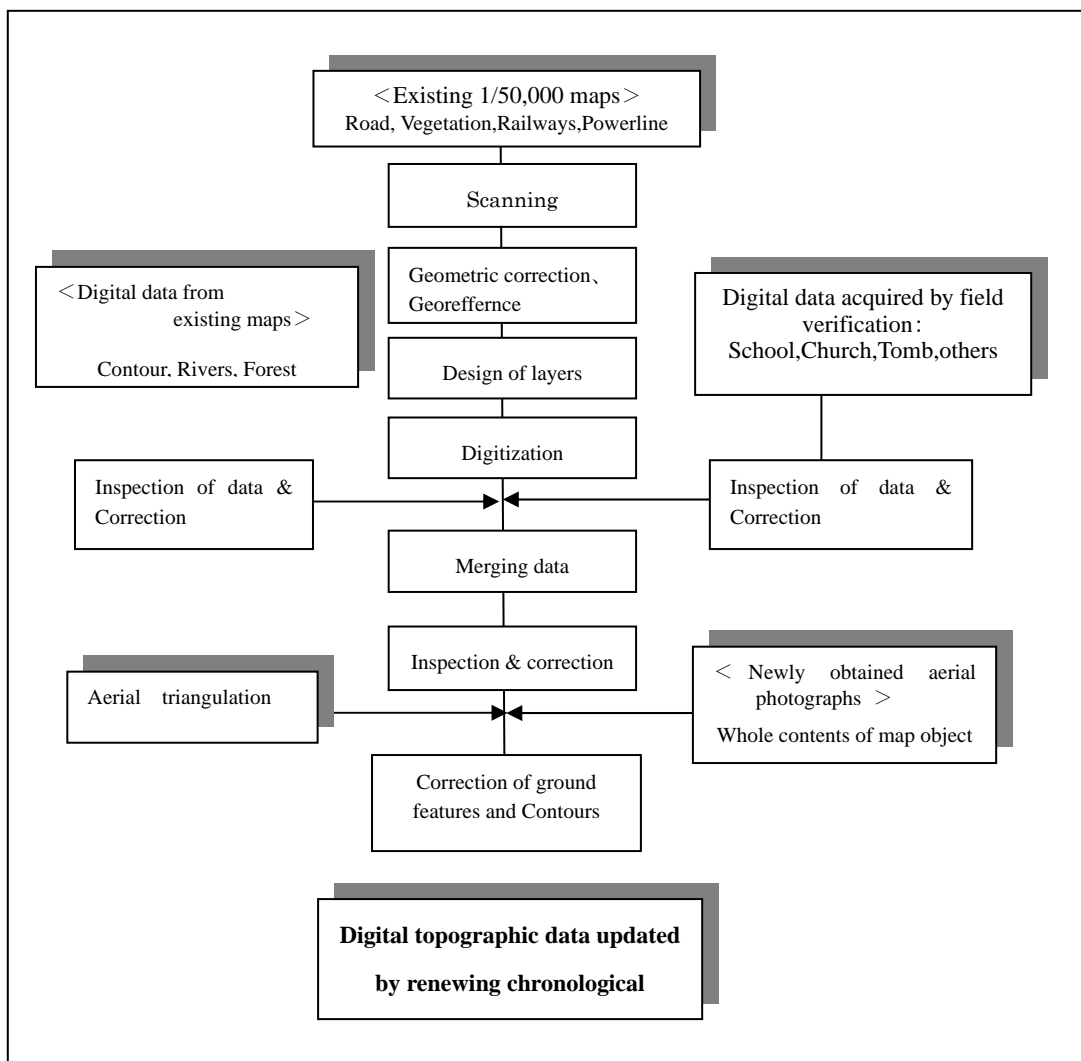 ＜Existing 1/50,000 maps＞
Road, Vegetation,Railways,Powerline
Scanning
Geometric correction、
Georeffernce
＜Digital data from
existing maps＞
Contour, Rivers, Forest
Digital data acquired by field
verification：
School,Church,Tomb,others
Design of layers
Digitization
Inspection of data &
Correction
Inspection of data &
Correction
Merging data
Inspection & correction
Aerial triangulation
＜ Newly obtained aerial
photographs ＞
Whole contents of map object
Correction of ground
features and Contours
Digital topographic data updated
by renewing chronological